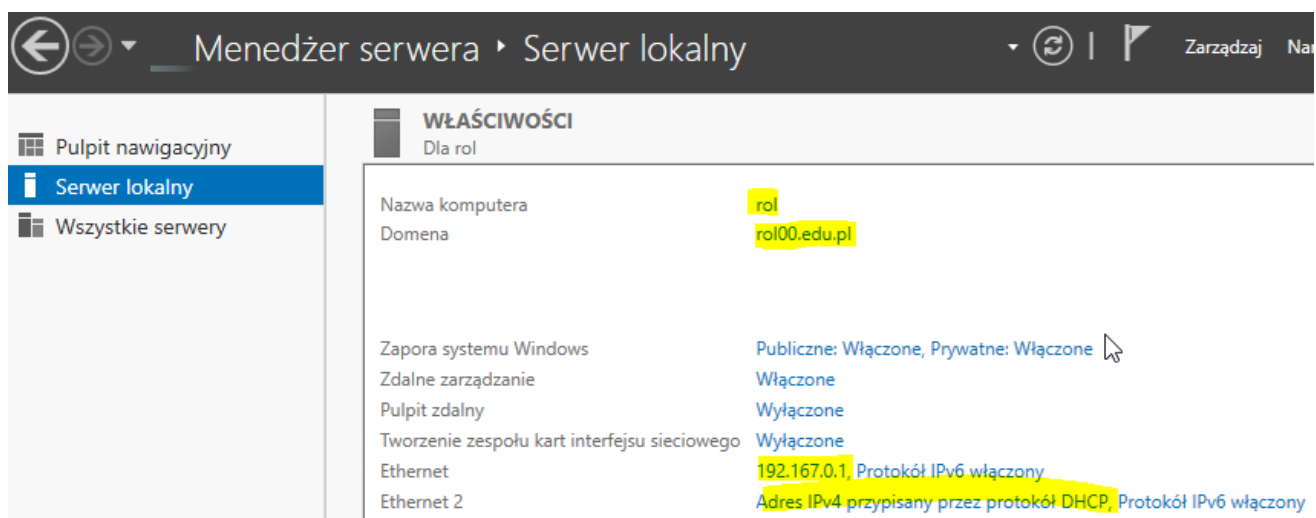 Menedżer serwera ‣ Serwer lokalny
Zarządzaj
Pulpit nawigacyjny
Serwer lokalny
Wszystkie serwery
WŁAŚCIWOŚCI
Dla rol
Nazwa komputera rol
Domena rol00.edu.pl
Zapora systemu Windows Publiczne: Włączone, Prywatne: Włączone
Zdalne zarządzanie Włączone
Pulpit zdalny Wyłączone
Tworzenie zespołu kart interfejsu sieciowego Wyłączone
Ethernet 192.167.0.1, Protokół IPv6 włączony
Ethernet 2 Adres IPv4 przypisany przez protokół DHCP, Protokół IPv6 włączony